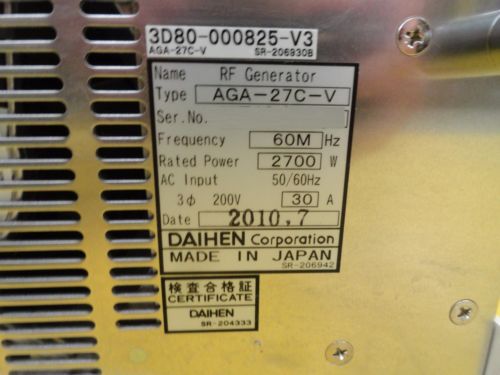 3D80-000825-V3
AGA-27C-V SR-206930B
Name RF Generator
Type AGA-27C-V
Ser.No.
Frequency 60M Hz
Rated Power 2700 W
AC Input 50/60Hz
3φ 200V 30 A
Date 2010.7
DAIHEN Corporation
MADE IN JAPAN
SR-206942
検査合格証
CERTIFICATE
DAIHEN
SR-204333